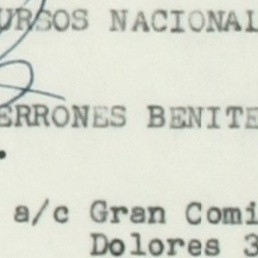 URSOS NACIONAL
ERRONES BENITE
.
a/c Gran Comi
Dolores 3